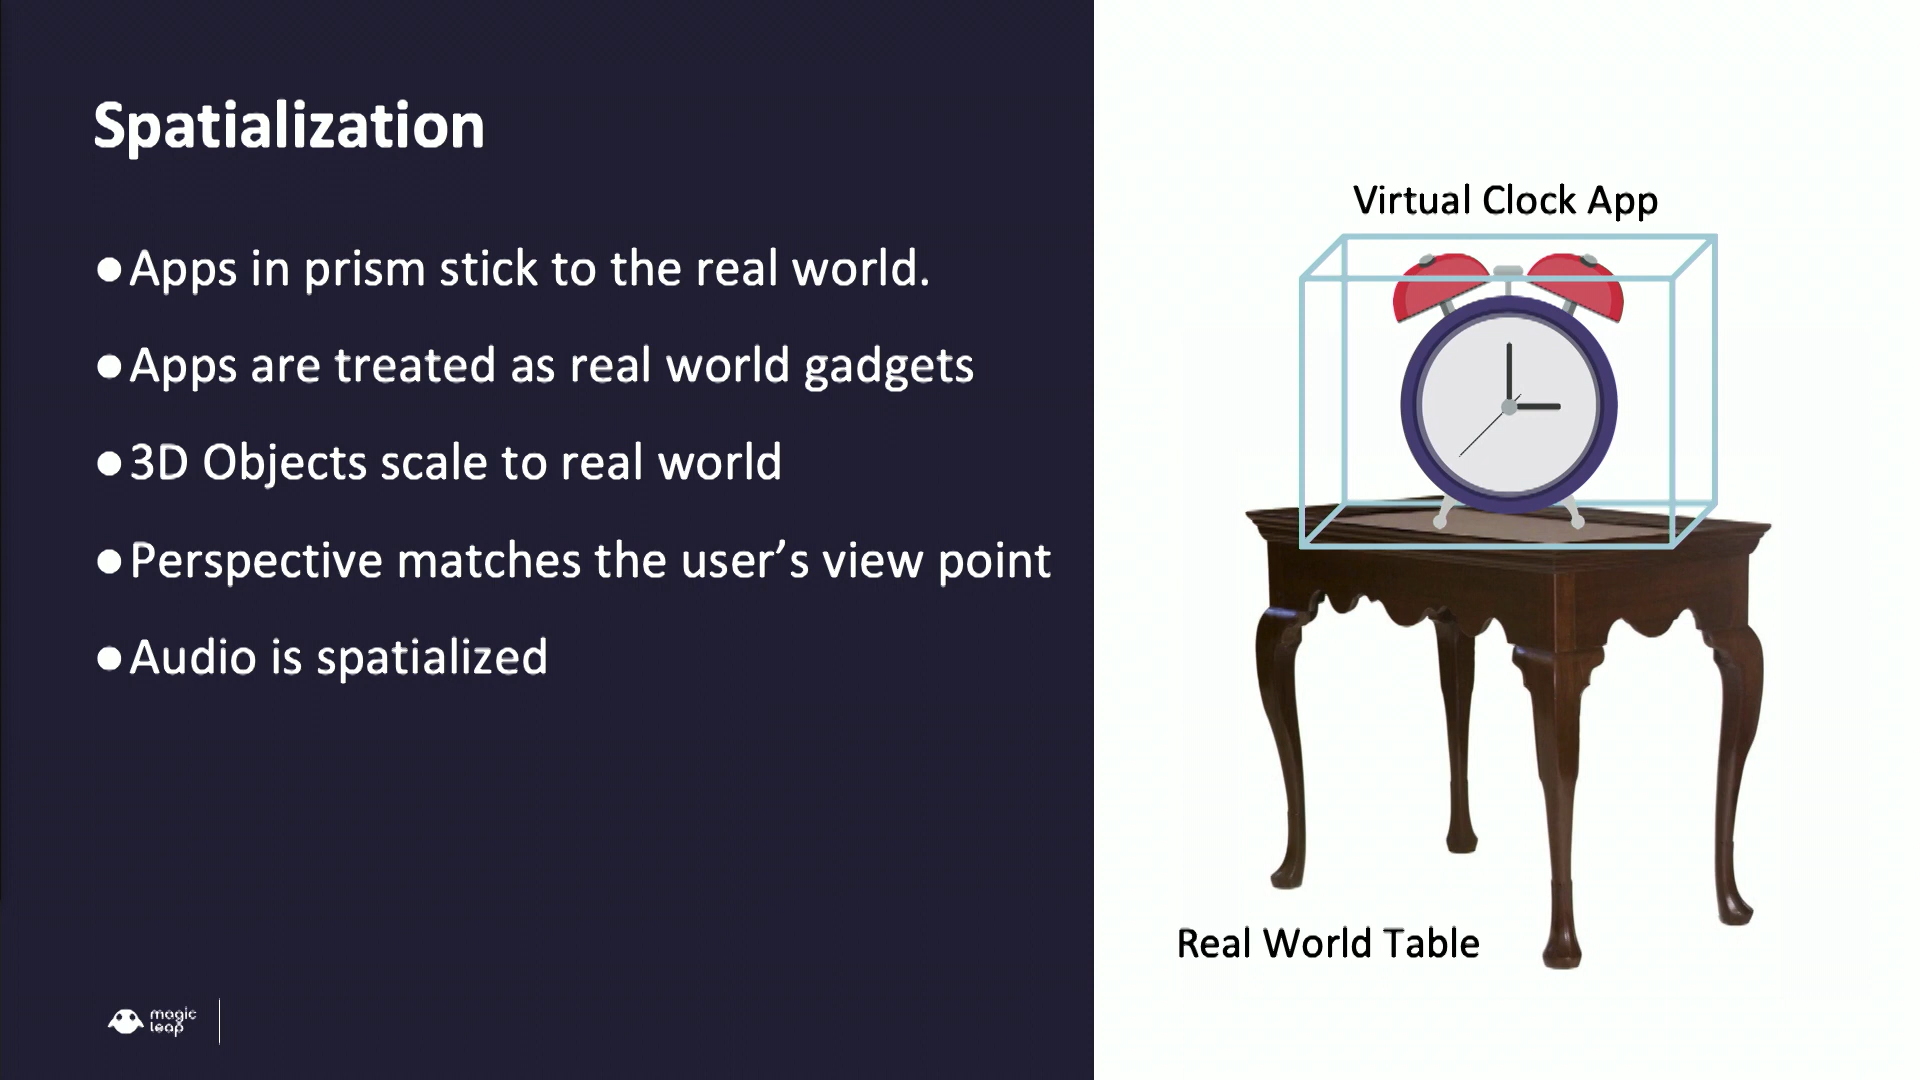 Spatialization
●Apps in prism stick to the real world.
●Apps are treated as real world gadgets
●3D Objects scale to real world
●Perspective matches the user’s view point
●Audio is spatialized
Virtual Clock App
Real World Table
magic
leap